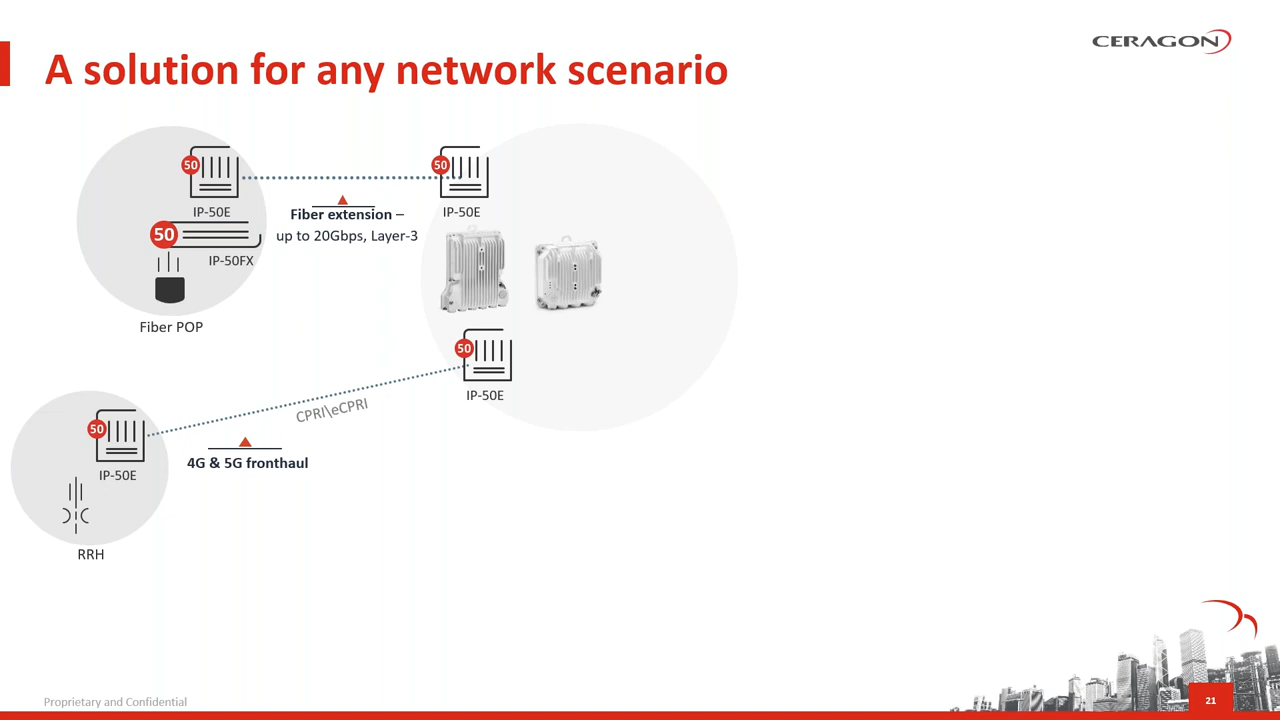 CERAGON
A solution for any network scenario
50
IP-50E
50
IP-50FX
Fiber POP
Fiber extension –
up to 20Gbps, Layer-3
50
IP-50E
50
IP-50E
CPRI\eCPRI
4G & 5G fronthaul
50
IP-50E
RRH
Proprietary and Confidential
21